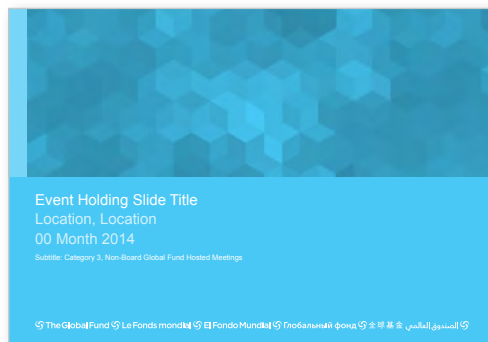 Event Holding Slide Title
Location, Location
00 Month 2014
Subtitle: Category 3, Non-Board Global Fund Hosted Meetings
The Global Fund Le Fonds mondial El Fondo Mundial Глобальный фонд 全球基金 الصندوق العالمي